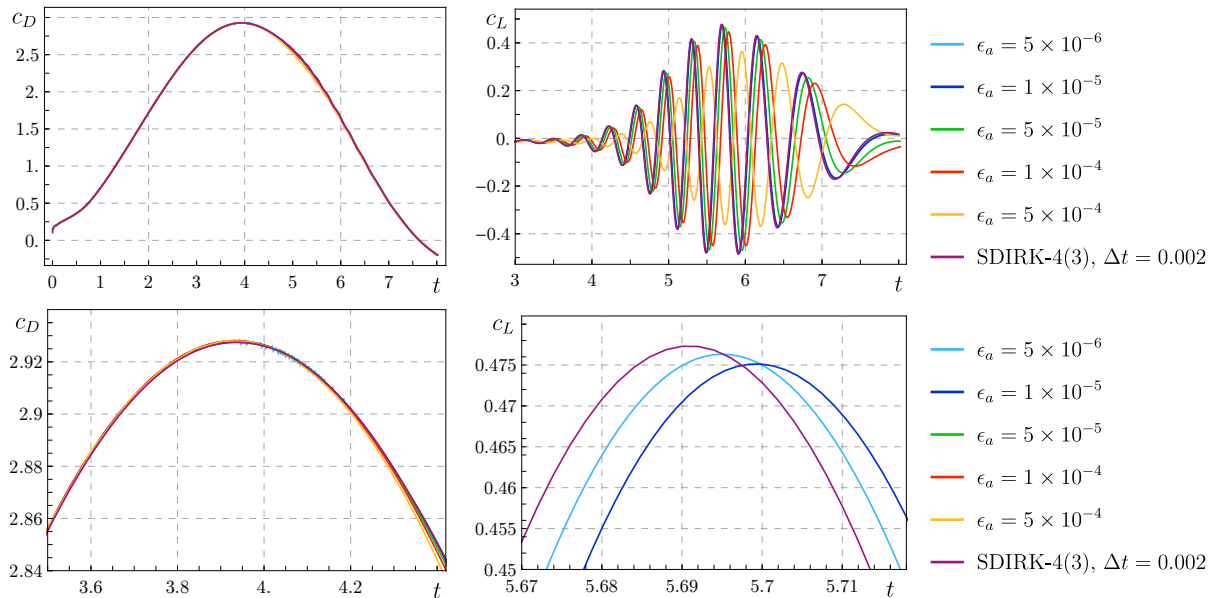 c_D
2.5
2
1.5
1
0.5
0.
0
1
2
3
4
5
6
7
t
c_L
0.4
0.2
0
−0.2
−0.4
3
4
5
6
7
t
ϵ_a = 5 × 10^{-6}
ϵ_a = 1 × 10^{-5}
ϵ_a = 5 × 10^{-5}
ϵ_a = 1 × 10^{-4}
ϵ_a = 5 × 10^{-4}
SDIRK-4(3), Δt = 0.002
c_D
2.92
2.9
2.88
2.86
2.84
3.6
3.8
4.
4.2
t
c_L
0.475
0.47
0.465
0.46
0.455
0.45
5.67
5.68
5.69
5.7
5.71
t
ϵ_a = 5 × 10^{-6}
ϵ_a = 1 × 10^{-5}
ϵ_a = 5 × 10^{-5}
ϵ_a = 1 × 10^{-4}
ϵ_a = 5 × 10^{-4}
SDIRK-4(3), Δt = 0.002